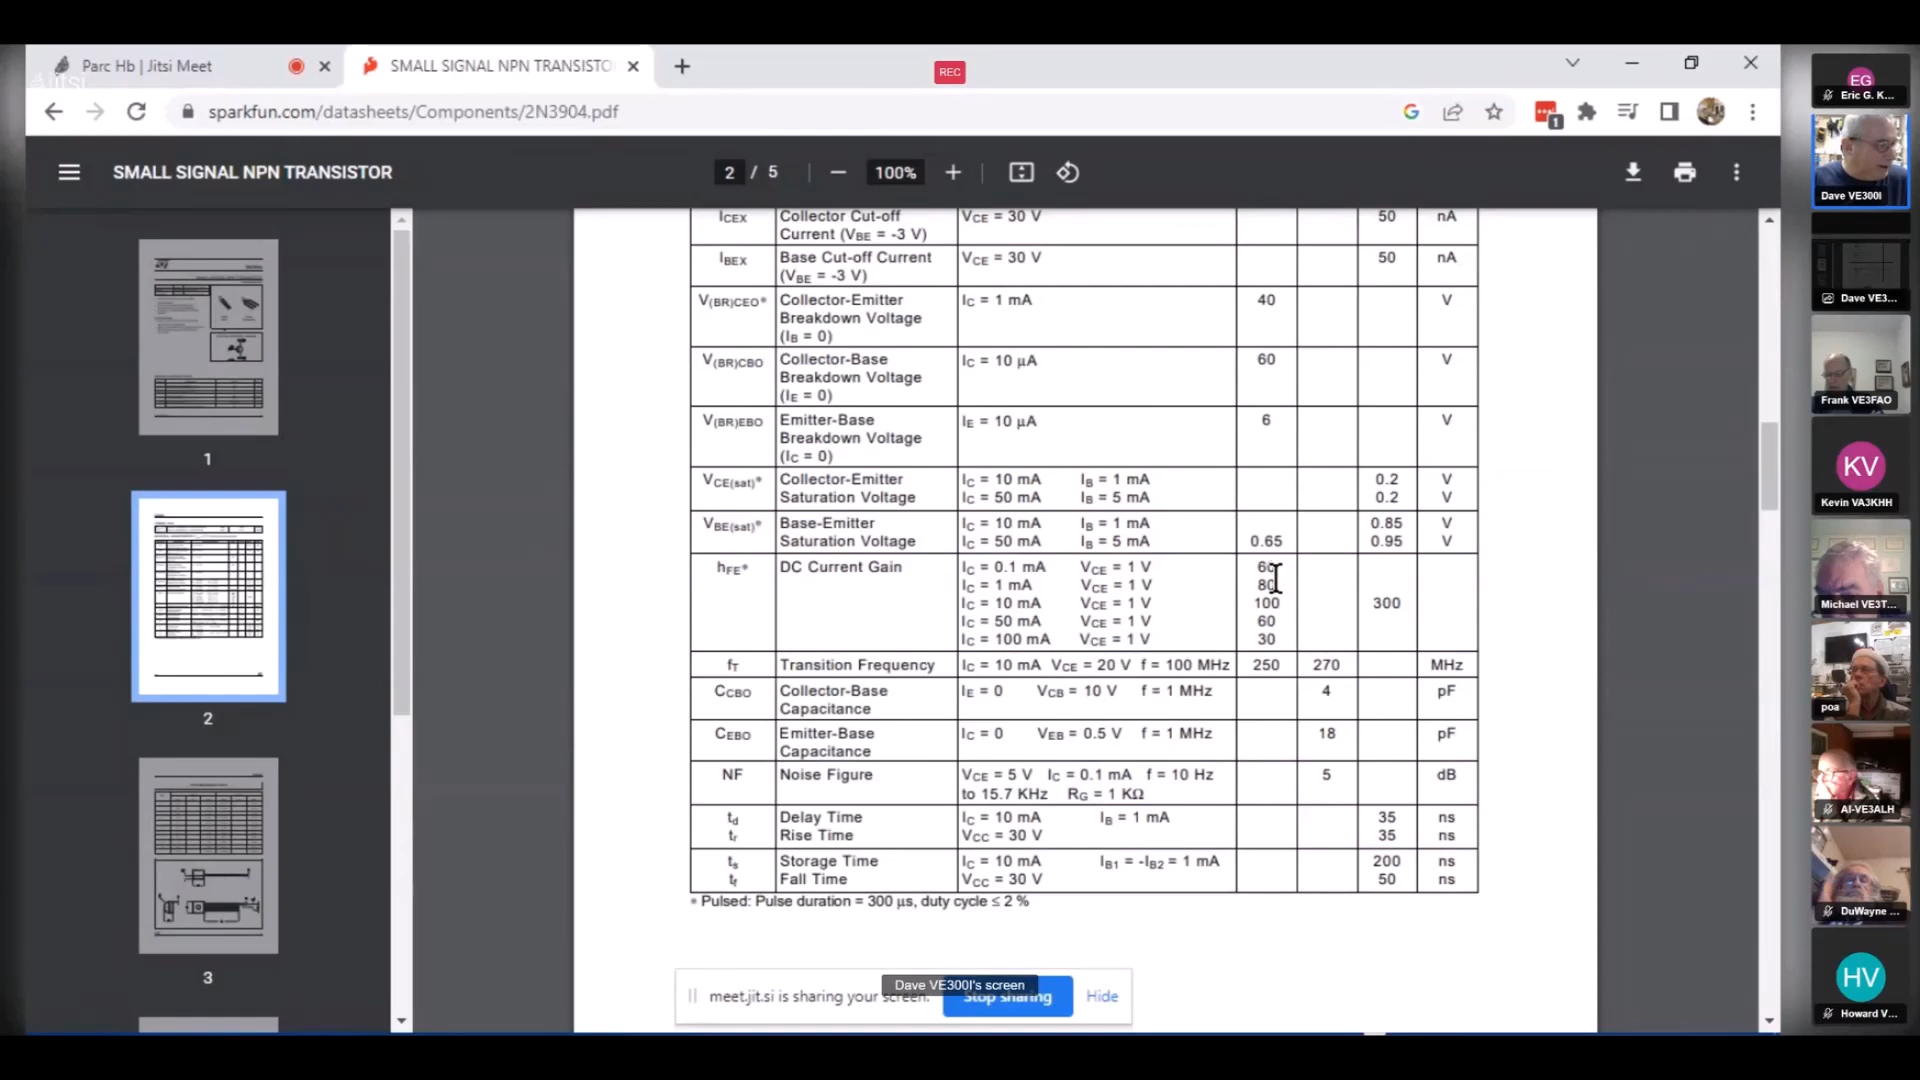 Parc Hb | Jitsi Meet
SMALL SIGNAL NPN TRANSISTO
REC
EG
Eric G. K...
sparkfun.com/datasheets/Components/2N3904.pdf
1
SMALL SIGNAL NPN TRANSISTOR
2 / 5
100%
Dave VE3OOI
ICEX Collector Cut-off VCE = 30 V 50 nA
Current (VBE = -3 V)
IBEX Base Cut-off Current VCE = 30 V 50 nA
(VBE = -3 V)
V(BR)CEO* Collector-Emitter IC = 1 mA 40 V
Breakdown Voltage
(IB = 0)
V(BR)CBO Collector-Base IC = 10 µA 60 V
Breakdown Voltage
(IE = 0)
V(BR)EBO Emitter-Base IE = 10 µA 6 V
Breakdown Voltage
(IC = 0)
VCE(sat)* Collector-Emitter IC = 10 mA IB = 1 mA 0.2 V
Saturation Voltage IC = 50 mA IB = 5 mA 0.2 V
VBE(sat)* Base-Emitter IC = 10 mA IB = 1 mA 0.85 V
Saturation Voltage IC = 50 mA IB = 5 mA 0.65 0.95 V
hFE* DC Current Gain IC = 0.1 mA VCE = 1 V 60
IC = 1 mA VCE = 1 V 80
IC = 10 mA VCE = 1 V 100 300
IC = 50 mA VCE = 1 V 60
IC = 100 mA VCE = 1 V 30
fT Transition Frequency IC = 10 mA VCE = 20 V f = 100 MHz 250 270 MHz
CCBO Collector-Base IE = 0 VCB = 10 V f = 1 MHz 4 pF
Capacitance
CEBO Emitter-Base IC = 0 VEB = 0.5 V f = 1 MHz 18 pF
Capacitance
NF Noise Figure VCE = 5 V IC = 0.1 mA f = 10 Hz 5 dB
to 15.7 KHz RG = 1 KΩ
td Delay Time IC = 10 mA IB = 1 mA 35 ns
tr Rise Time VCC = 30 V 35 ns
ts Storage Time IC = 10 mA IB1 = -IB2 = 1 mA 200 ns
tf Fall Time VCC = 30 V 50 ns
* Pulsed: Pulse duration = 300 µs, duty cycle ≤ 2 %
1
2
3
Dave VE3OOI's screen
meet.jit.si is sharing your screen.
Stop sharing
Hide
Dave VE3...
Frank VE3FAO
KV
Kevin VA3KHH
Michael VE3T...
poa
Al-VE3ALH
DuWayne ...
HV
Howard V...